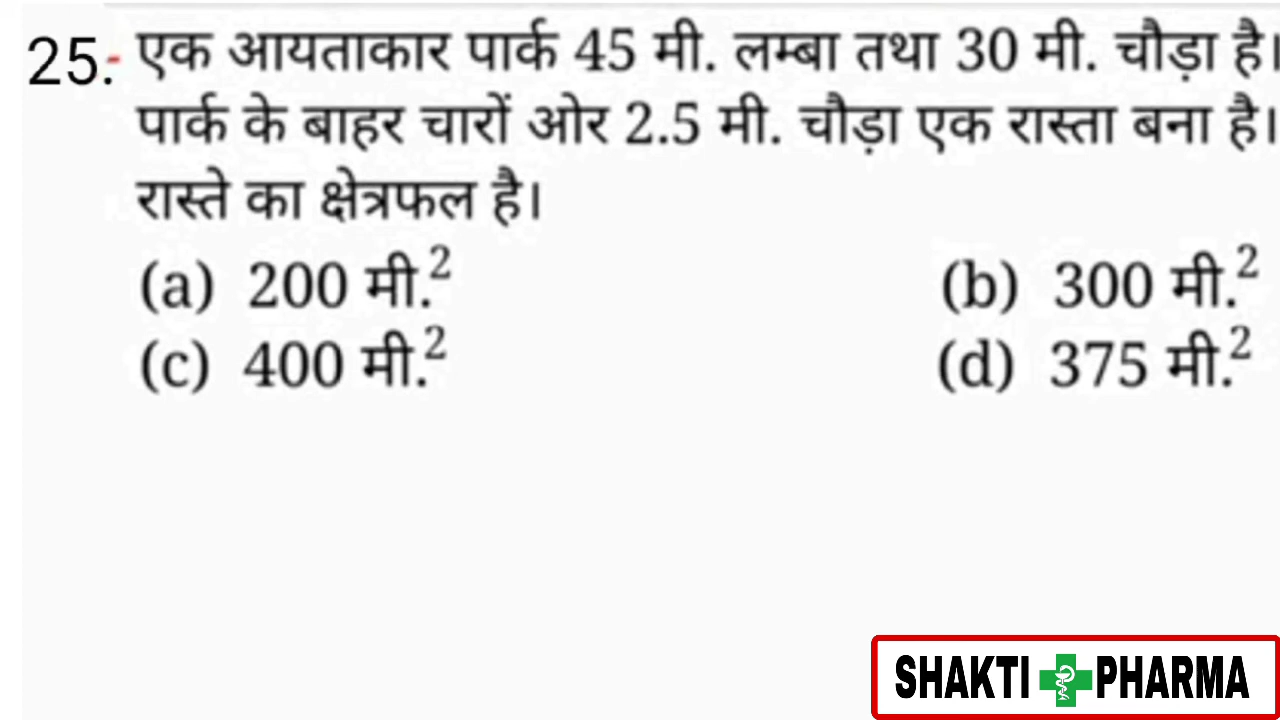 25.- एक आयताकार पार्क 45 मी. लम्बा तथा 30 मी. चौड़ा है।
पार्क के बाहर चारों ओर 2.5 मी. चौड़ा एक रास्ता बना है।
रास्ते का क्षेत्रफल है।
(a) 200 मी.² (b) 300 मी.²
(c) 400 मी.² (d) 375 मी.²
SHAKTI PHARMA